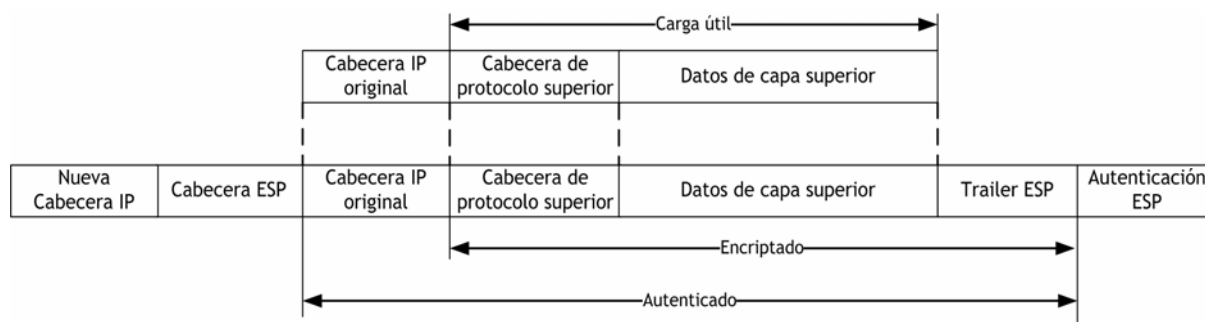 Carga útil
Cabecera IP
original
Cabecera de
protocolo superior
Datos de capa superior
Nueva
Cabecera IP
Cabecera ESP
Cabecera IP
original
Cabecera de
protocolo superior
Datos de capa superior
Trailer ESP
Autenticación
ESP
Encriptado
Autenticado